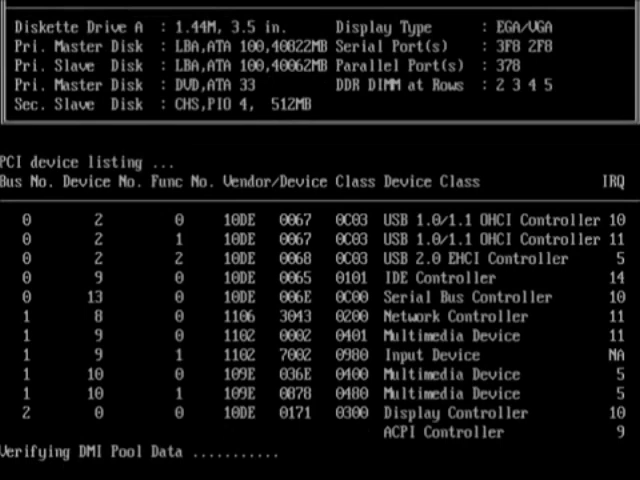 Diskette Drive A : 1.44M, 3.5 in. Display Type : EGA/VGA
Pri. Master Disk : LBA,ATA 100,40822MB Serial Port(s) : 3F8 2F8
Pri. Slave Disk : LBA,ATA 100,40062MB Parallel Port(s) : 378
Pri. Master Disk : DVD,ATA 33 DDR DIMM at Rows : 2 3 4 5
Sec. Slave Disk : CHS,PIO 4, 512MB
PCI device listing ...
Bus No. Device No. Func No. Vendor/Device Class Device Class IRQ
0 2 0 10DE 0067 0C03 USB 1.0/1.1 OHCI Controller 10
0 2 1 10DE 0067 0C03 USB 1.0/1.1 OHCI Controller 11
0 2 2 10DE 0068 0C03 USB 2.0 EHCI Controller 5
0 9 0 10DE 0065 0101 IDE Controller 14
0 13 0 10DE 006E 0C00 Serial Bus Controller 10
1 8 0 1106 3043 0200 Network Controller 11
1 9 0 1102 0002 0401 Multimedia Device 11
1 9 1 1102 7002 0980 Input Device NA
1 10 0 109E 036E 0400 Multimedia Device 5
1 10 1 109E 0878 0480 Multimedia Device 5
2 0 0 10DE 0171 0300 Display Controller 10
ACPI Controller 9
Verifying DMI Pool Data ...........